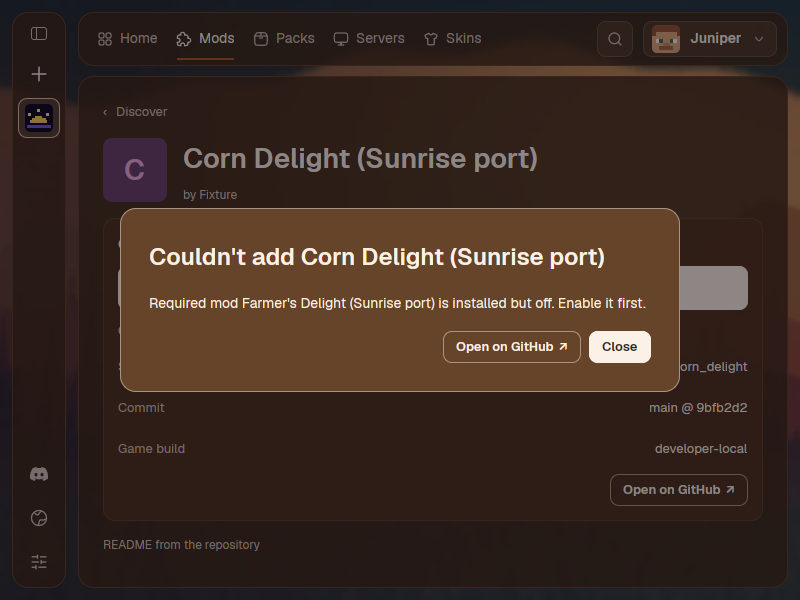 Home
Mods
Packs
Servers
Skins
Juniper
‹ Discover
C
Corn Delight (Sunrise port)
by Fixture
Couldn't add Corn Delight (Sunrise port)
Required mod Farmer's Delight (Sunrise port) is installed but off. Enable it first.
Open on GitHub ↗
Close
orn_delight
Commit
main @ 9bfb2d2
Game build
developer-local
Open on GitHub ↗
README from the repository